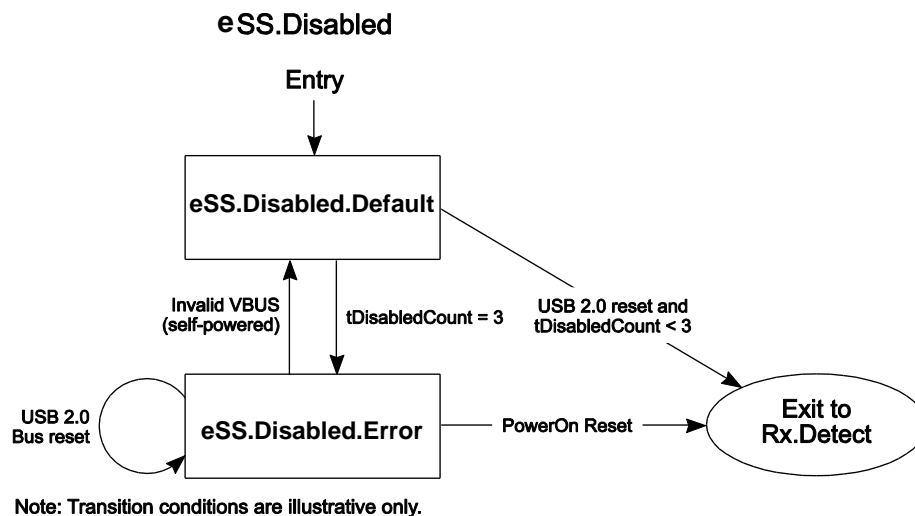 eSS.Disabled
Entry
eSS.Disabled.Default
Invalid VBUS
(self-powered)
tDisabledCount = 3
USB 2.0 reset and
tDisabledCount < 3
USB 2.0
Bus reset
eSS.Disabled.Error
PowerOn Reset
Exit to
Rx.Detect
Note: Transition conditions are illustrative only.